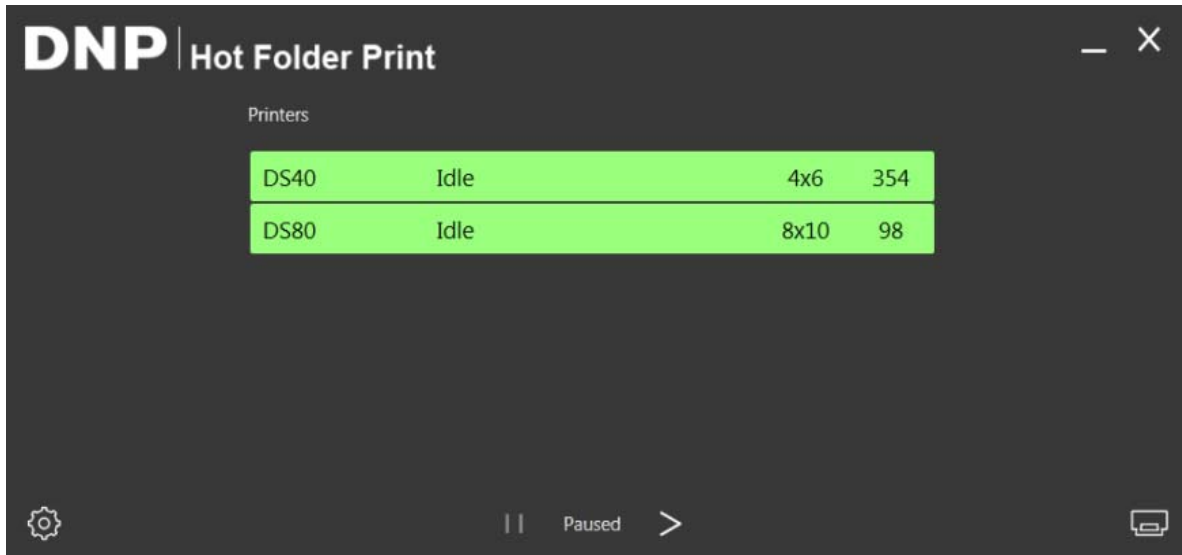 DNP Hot Folder Print
Printers
DS40 Idle 4x6 354
DS80 Idle 8x10 98
Paused